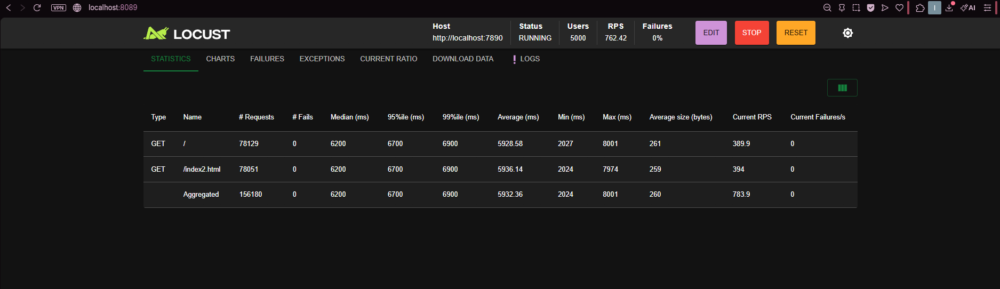 VPN localhost:8089 I AI
LOCUST
Host Status Users RPS Failures
http://localhost:7890 RUNNING 5000 762.42 0% EDIT STOP RESET
STATISTICS CHARTS FAILURES EXCEPTIONS CURRENT RATIO DOWNLOAD DATA ! LOGS
Type Name # Requests # Fails Median (ms) 95%ile (ms) 99%ile (ms) Average (ms) Min (ms) Max (ms) Average size (bytes) Current RPS Current Failures/s
GET / 78129 0 6200 6700 6900 5928.58 2027 8001 261 389.9 0
GET /index2.html 78051 0 6200 6700 6900 5936.14 2024 7974 259 394 0
Aggregated 156180 0 6200 6700 6900 5932.36 2024 8001 260 783.9 0